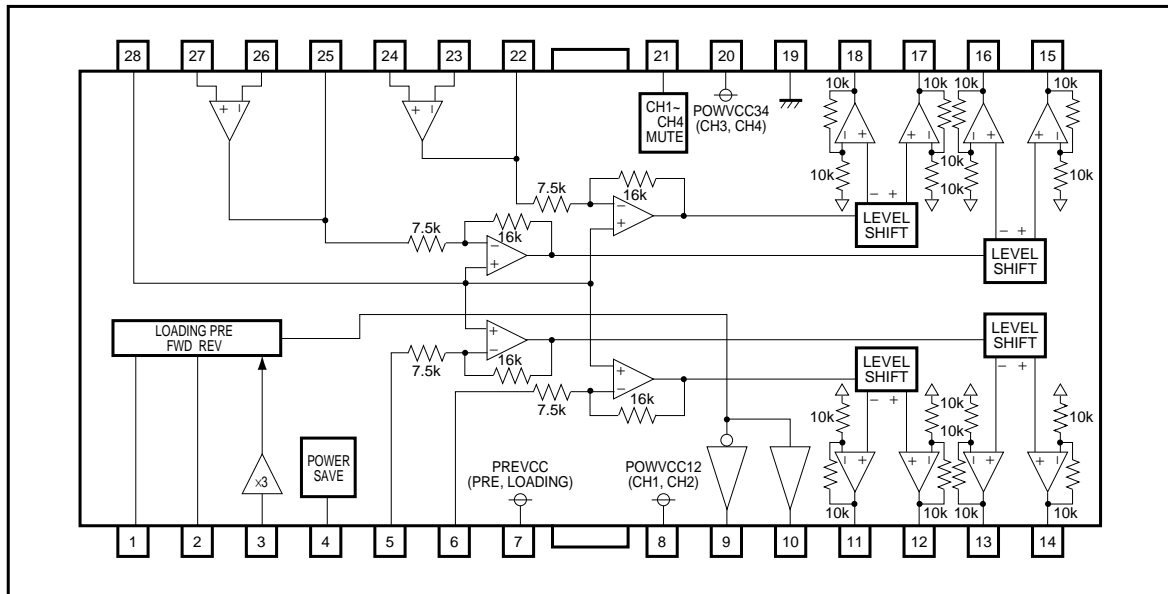 28 27 26 25 24 23 22 21 20 19 18 17 16 15
CH1~
CH4
MUTE
POWVCC34
(CH3, CH4)
10k 10k 10k 10k
+ − + − − + + − − + + −
10k 10k 10k 10k
7.5k
16k
− +
− +
LEVEL
SHIFT
− +
7.5k
16k
− +
LEVEL
SHIFT
LOADING PRE
FWD REV
+ −
7.5k
16k
LEVEL
SHIFT
+ −
7.5k
16k
LEVEL
SHIFT
− +
− +
×3
POWER
SAVE
PREVCC
(PRE, LOADING)
POWVCC12
(CH1, CH2)
10k 10k 10k 10k
− + + − − + + −
10k 10k 10k 10k
1 2 3 4 5 6 7 8 9 10 11 12 13 14